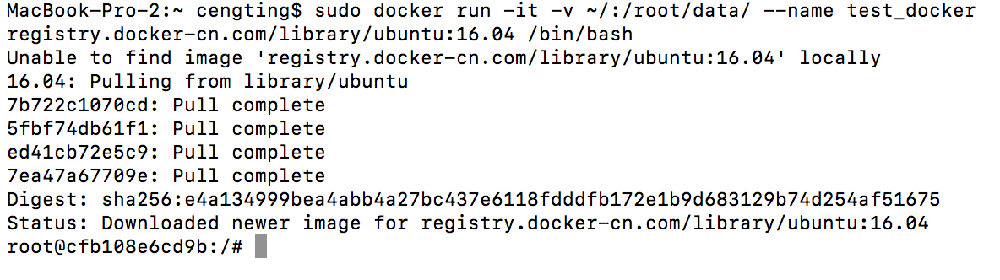 MacBook-Pro-2:~ cengting$ sudo docker run -it -v ~/:/root/data/ --name test_docker
registry.docker-cn.com/library/ubuntu:16.04 /bin/bash
Unable to find image 'registry.docker-cn.com/library/ubuntu:16.04' locally
16.04: Pulling from library/ubuntu
7b722c1070cd: Pull complete
5fbf74db61f1: Pull complete
ed41cb72e5c9: Pull complete
7ea47a67709e: Pull complete
Digest: sha256:e4a134999bea4abb4a27bc437e6118fdddfb172e1b9d683129b74d254af51675
Status: Downloaded newer image for registry.docker-cn.com/library/ubuntu:16.04
root@cfb108e6cd9b:/#